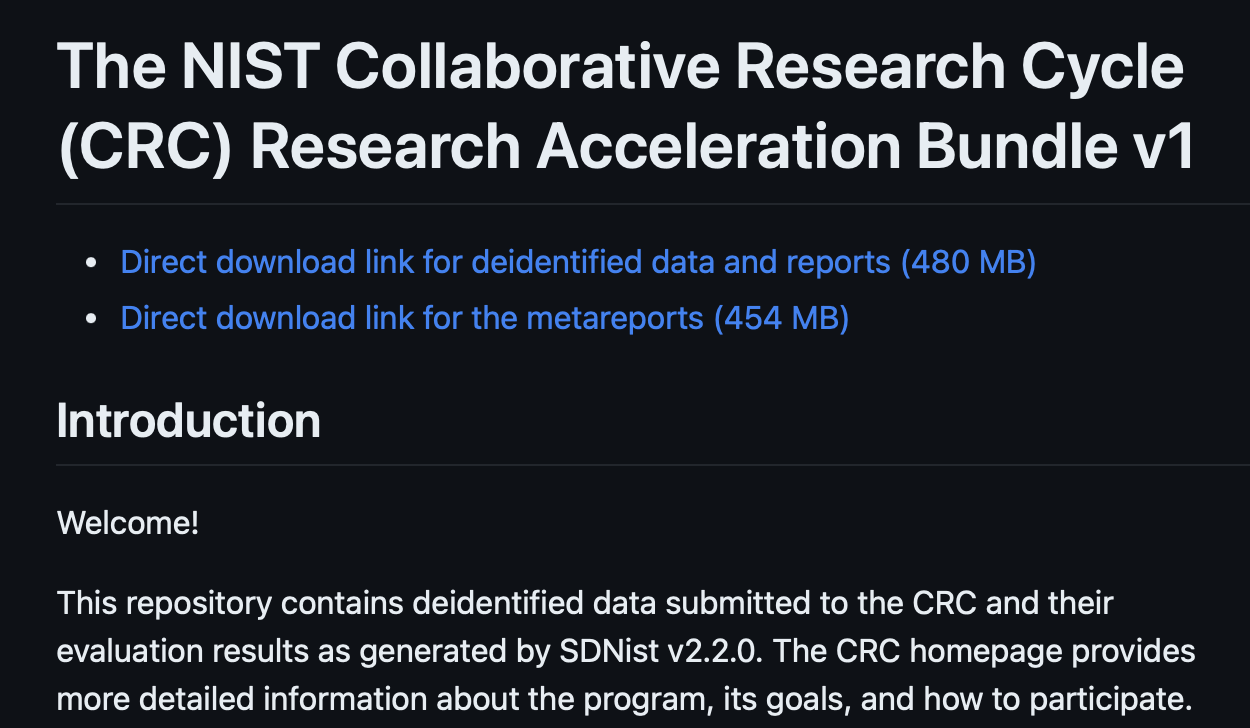 The NIST Collaborative Research Cycle
(CRC) Research Acceleration Bundle v1
Direct download link for deidentified data and reports (480 MB)
Direct download link for the metareports (454 MB)
Introduction
Welcome!
This repository contains deidentified data submitted to the CRC and their
evaluation results as generated by SDNist v2.2.0. The CRC homepage provides
more detailed information about the program, its goals, and how to participate.